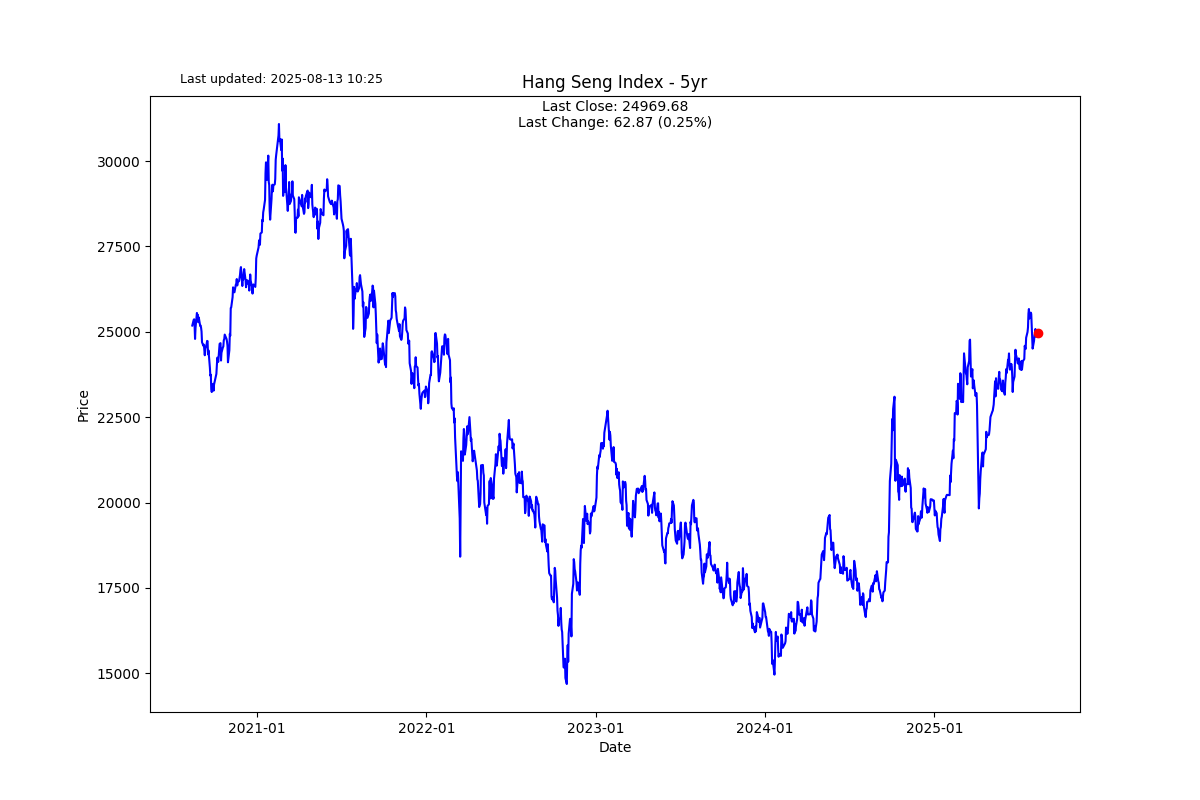 Last updated: 2025-08-13 10:25
Hang Seng Index - 5yr
Last Close: 24969.68
Last Change: 62.87 (0.25%)
30000
27500
25000
22500
20000
17500
15000
Price
2021-01
2022-01
2023-01
2024-01
2025-01
Date